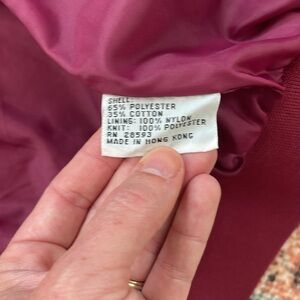 SHELL:
65% POLYESTER
35% COTTON
LINING: 100% NYLON
KNIT: 100% POLYESTER
RN 28593
MADE IN HONG KONG